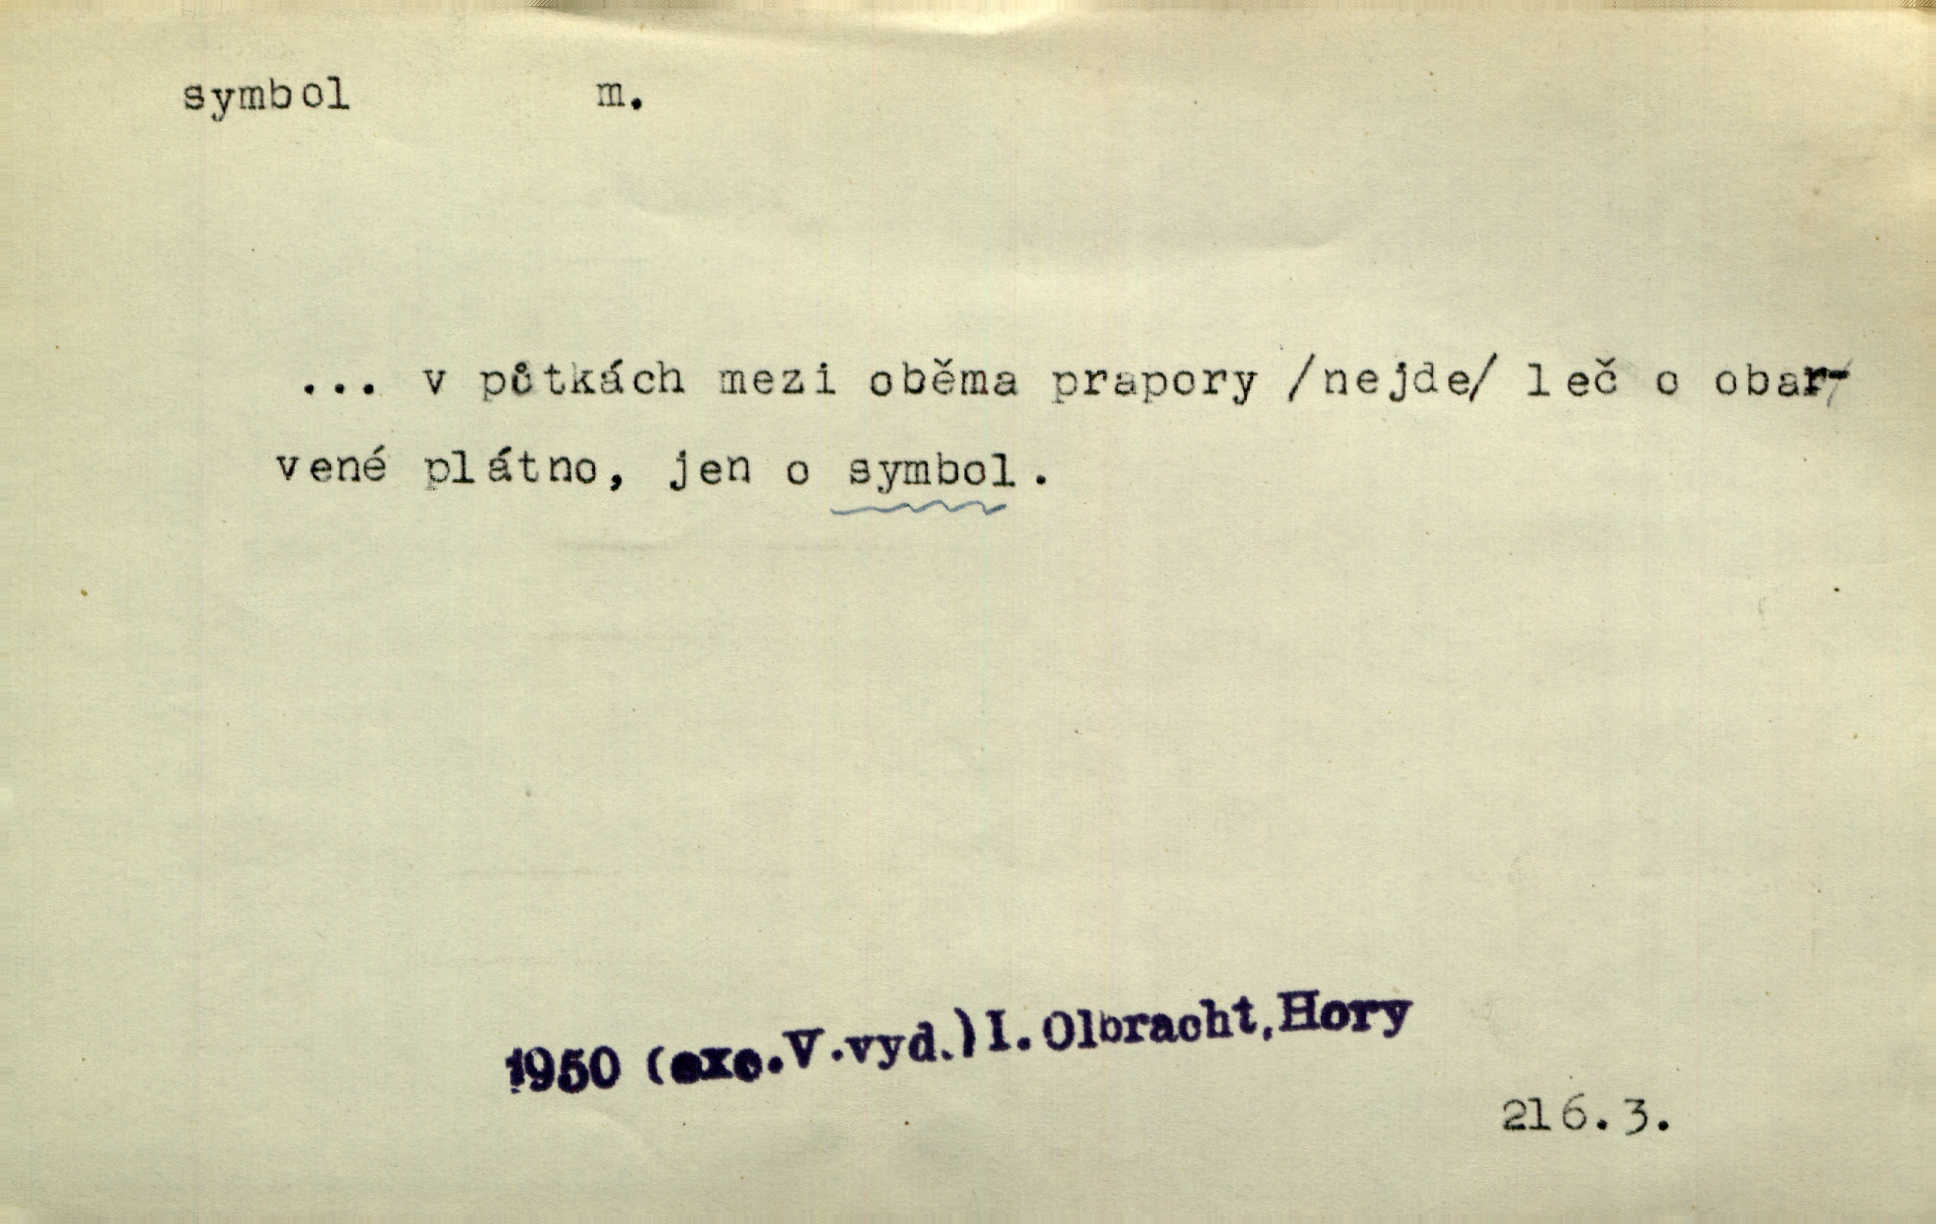 symbol m.
... v půtkách mezi oběma prapory /nejde/ leč o obar-
vené plátno, jen o symbol.
1950 (exc.V.vyd.) I. Olbracht, Hory
216.3.